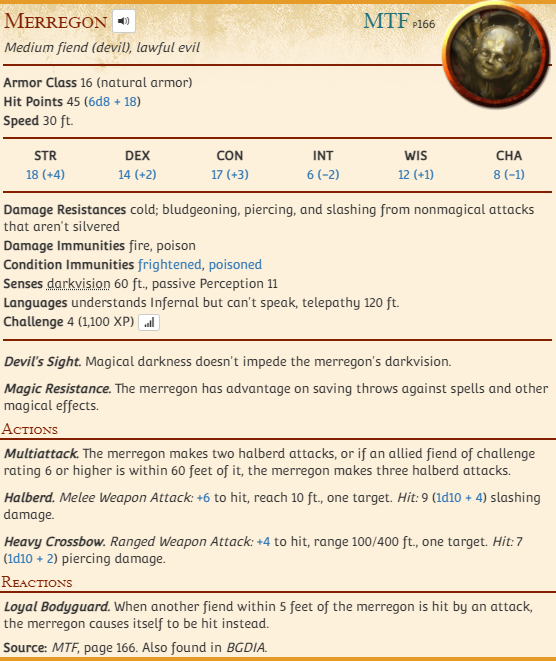 Merregon MTF p166
Medium fiend (devil), lawful evil
Armor Class 16 (natural armor)
Hit Points 45 (6d8 + 18)
Speed 30 ft.
STR DEX CON INT WIS CHA
18 (+4) 14 (+2) 17 (+3) 6 (−2) 12 (+1) 8 (−1)
Damage Resistances cold; bludgeoning, piercing, and slashing from nonmagical attacks
that aren't silvered
Damage Immunities fire, poison
Condition Immunities frightened, poisoned
Senses darkvision 60 ft., passive Perception 11
Languages understands Infernal but can't speak, telepathy 120 ft.
Challenge 4 (1,100 XP)
Devil's Sight. Magical darkness doesn't impede the merregon's darkvision.
Magic Resistance. The merregon has advantage on saving throws against spells and other
magical effects.
Actions
Multiattack. The merregon makes two halberd attacks, or if an allied fiend of challenge
rating 6 or higher is within 60 feet of it, the merregon makes three halberd attacks.
Halberd. Melee Weapon Attack: +6 to hit, reach 10 ft., one target. Hit: 9 (1d10 + 4) slashing
damage.
Heavy Crossbow. Ranged Weapon Attack: +4 to hit, range 100/400 ft., one target. Hit: 7
(1d10 + 2) piercing damage.
Reactions
Loyal Bodyguard. When another fiend within 5 feet of the merregon is hit by an attack,
the merregon causes itself to be hit instead.
Source: MTF, page 166. Also found in BGDIA.